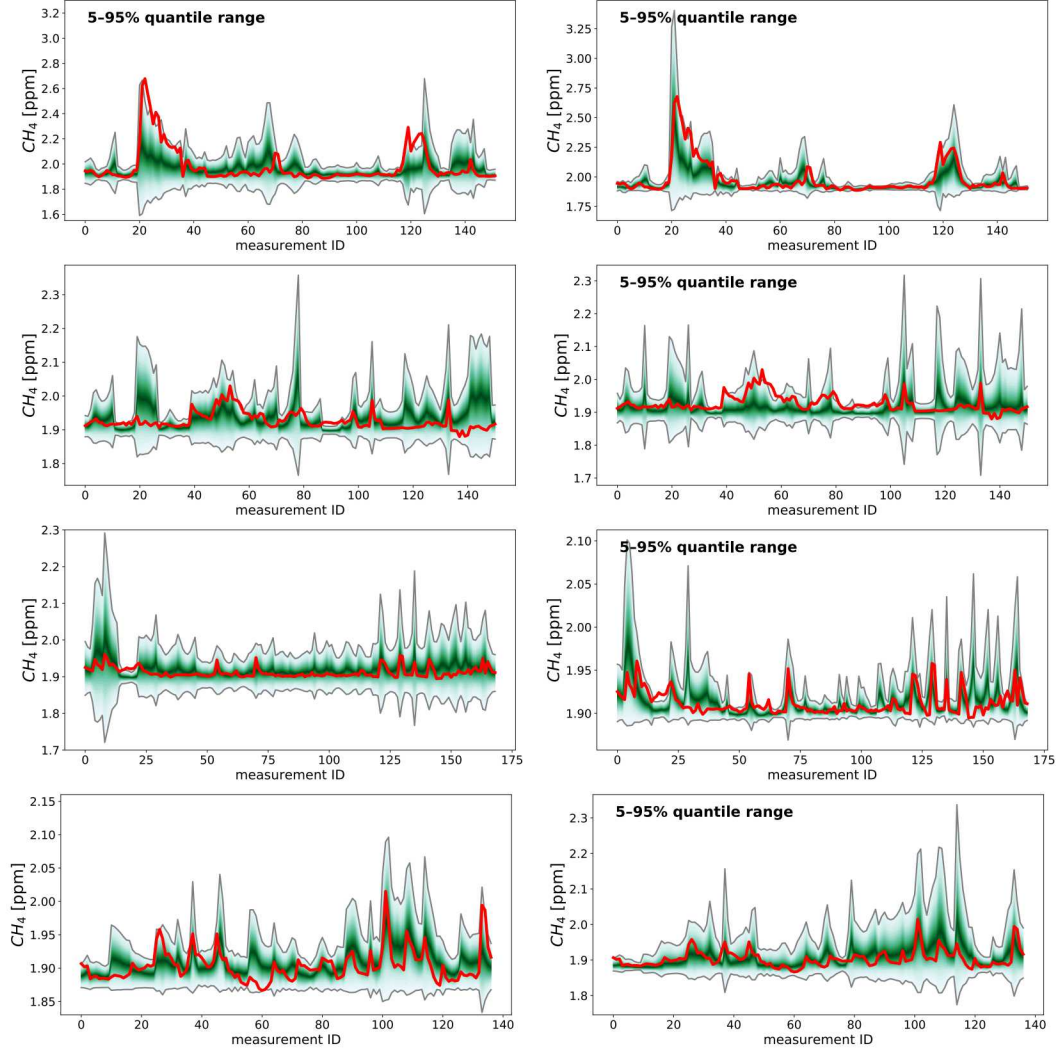 5–95% quantile range
CH4 [ppm]
3.2
3.0
2.8
2.6
2.4
2.2
2.0
1.8
1.6
0 20 40 60 80 100 120 140
measurement ID
5–95% quantile range
CH4 [ppm]
3.25
3.00
2.75
2.50
2.25
2.00
1.75
0 20 40 60 80 100 120 140
measurement ID
CH4 [ppm]
2.3
2.2
2.1
2.0
1.9
1.8
0 20 40 60 80 100 120 140
measurement ID
5–95% quantile range
CH4 [ppm]
2.3
2.2
2.1
2.0
1.9
1.8
1.7
0 20 40 60 80 100 120 140
measurement ID
CH4 [ppm]
2.3
2.2
2.1
2.0
1.9
1.8
1.7
0 25 50 75 100 125 150 175
measurement ID
5–95% quantile range
CH4 [ppm]
2.10
2.05
2.00
1.95
1.90
0 25 50 75 100 125 150 175
measurement ID
CH4 [ppm]
2.15
2.10
2.05
2.00
1.95
1.90
1.85
0 20 40 60 80 100 120 140
measurement ID
5–95% quantile range
CH4 [ppm]
2.3
2.2
2.1
2.0
1.9
1.8
0 20 40 60 80 100 120 140
measurement ID